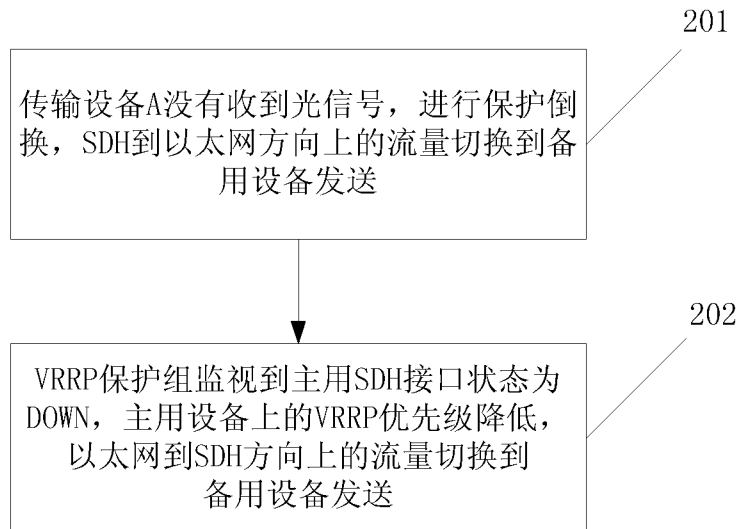 201
传输设备A没有收到光信号，进行保护倒
换，SDH到以太网方向上的流量切换到备
用设备发送
202
VRRP保护组监视到主用SDH接口状态为
DOWN，主用设备上的VRRP优先级降低，
以太网到SDH方向上的流量切换到
备用设备发送